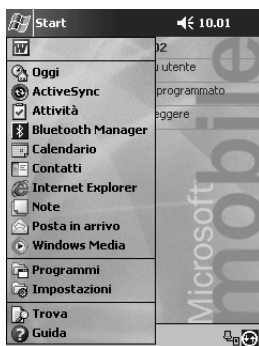 Start 10.01
02
utente
Oggi
ActiveSync
programmato
Attività
eggere
Bluetooth Manager
Calendario
Contatti
Internet Explorer
Note
Posta in arrivo
Windows Media
Programmi
Impostazioni
Trova
Guida
Microsoft
mobile